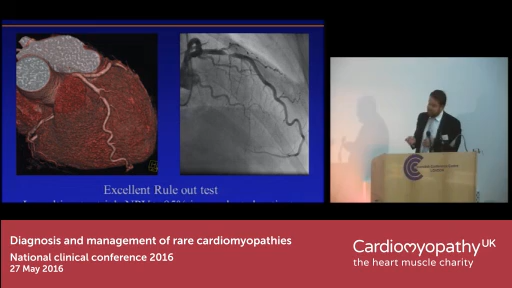 Excellent Rule out test
Diagnosis and management of rare cardiomyopathies
National clinical conference 2016
27 May 2016
CardiomyopathyUK
the heart muscle charity